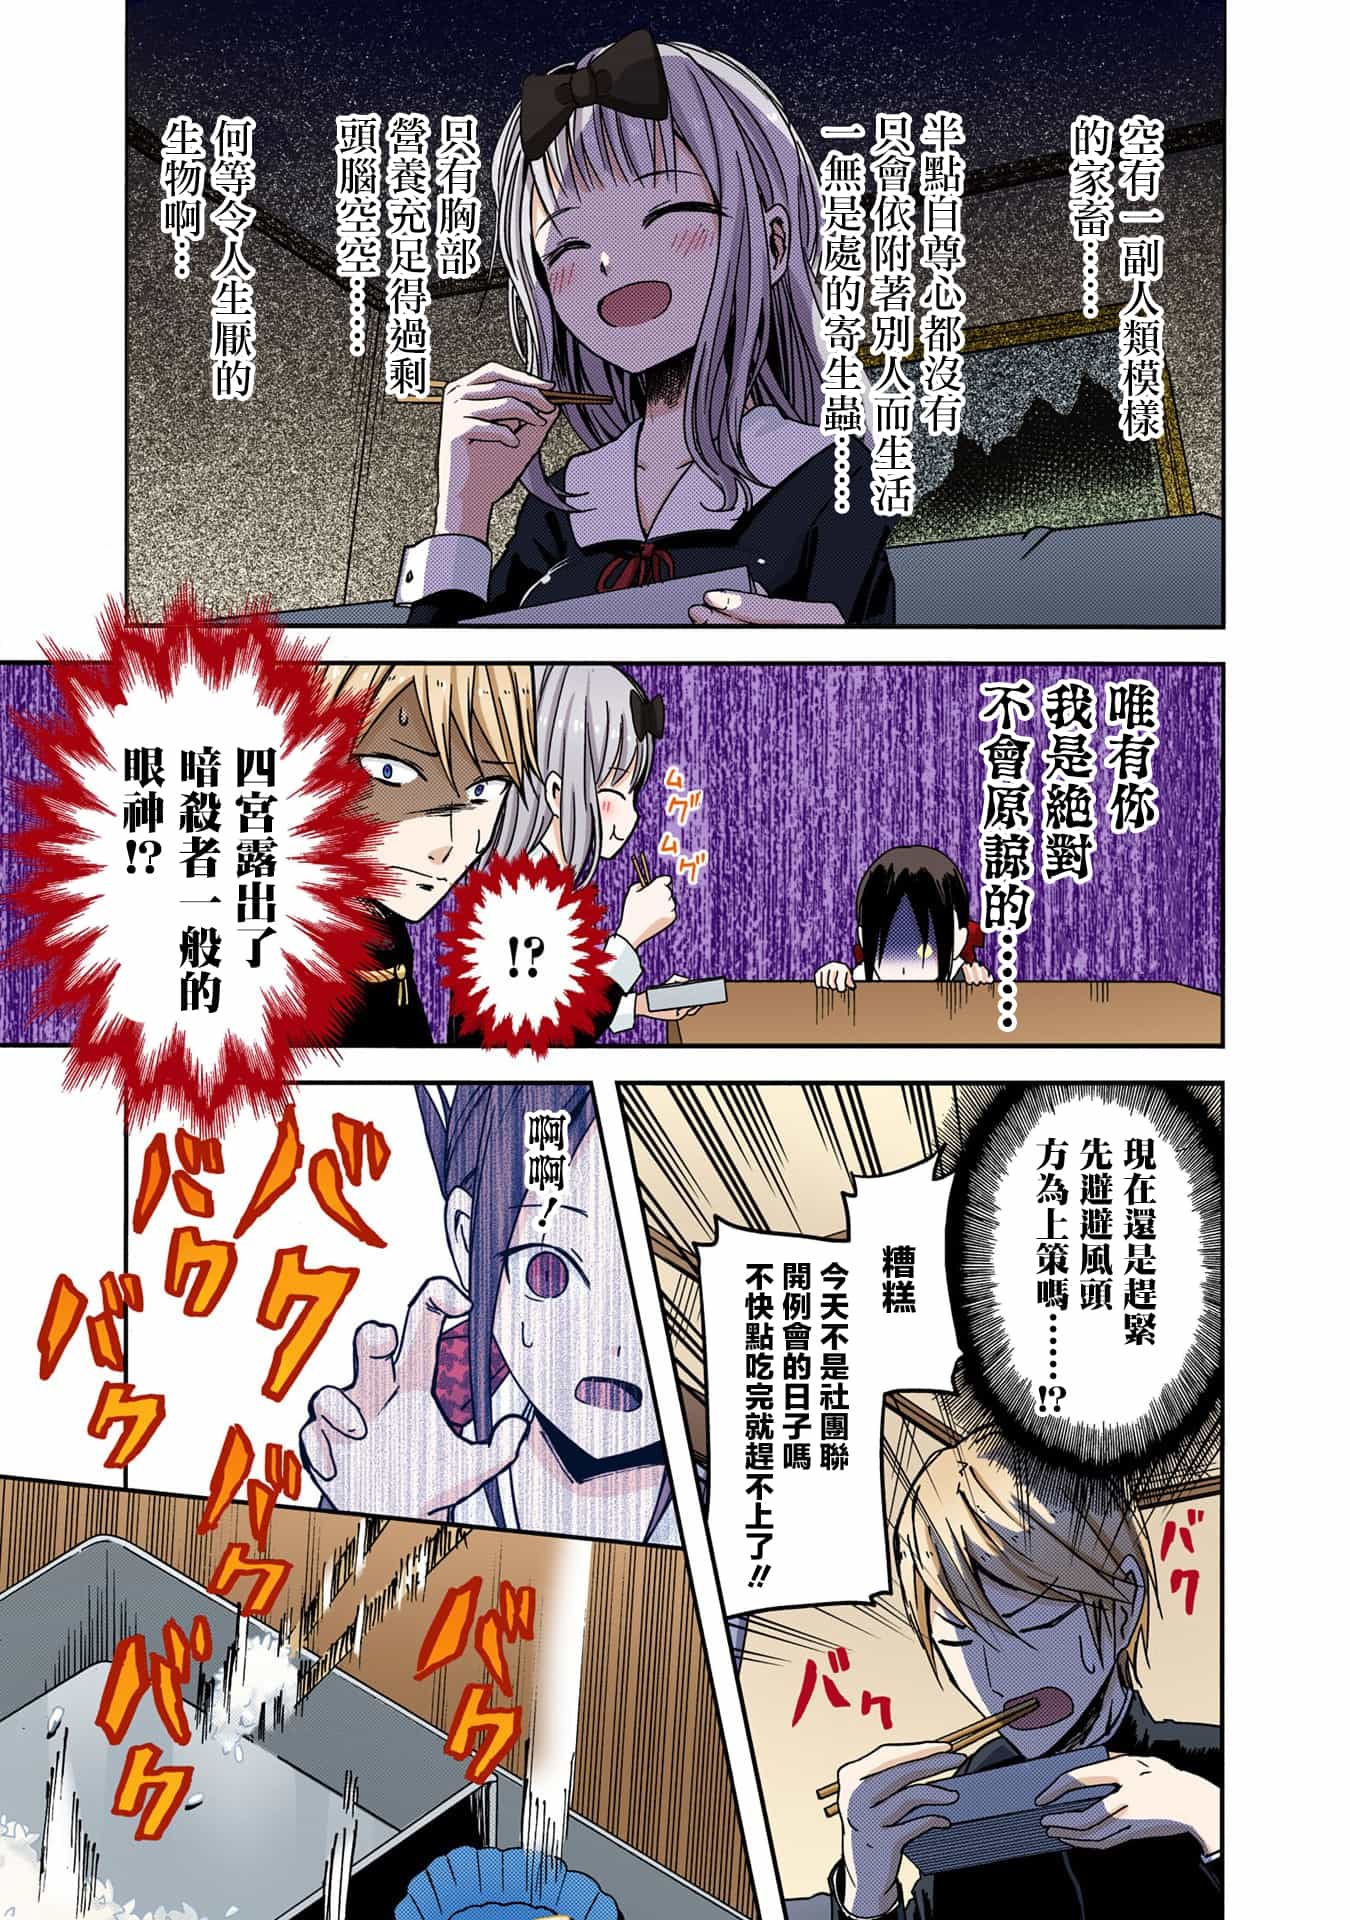 空有一副人類模樣
的家畜……
半點自尊心都沒有
只會依附著別人而生活
一無是處的寄生蟲……
只有胸部
營養充足得過剩
頭腦空空……
何等令人生厭的
生物啊…
唯有你
我是絕對
不會原諒的……
ムグ
ムグムグ
!?
四宮露出了
暗殺者一般的
眼神!?
現在還是趕緊
先避避風頭
方為上策嗎……!?
糟糕
今天不是社團聯
開例會的日子嗎
不快點吃完就趕不上了!!
バク
バク
啊啊!
バク
バク
バク
バク
バク
バク
バク